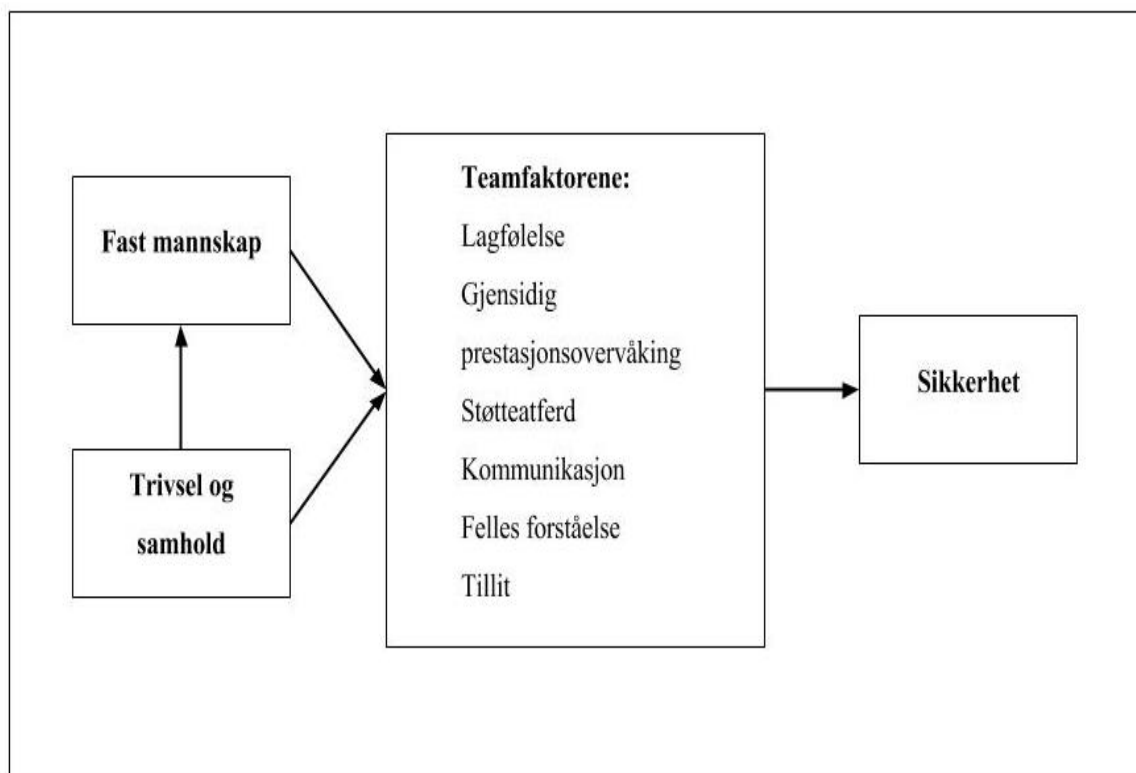 Fast mannskap
Trivsel og
samhold
Teamfaktorene:
Lagfølelse
Gjensidig
prestasjonsovervåking
Støtteatferd
Kommunikasjon
Felles forståelse
Tillit
Sikkerhet